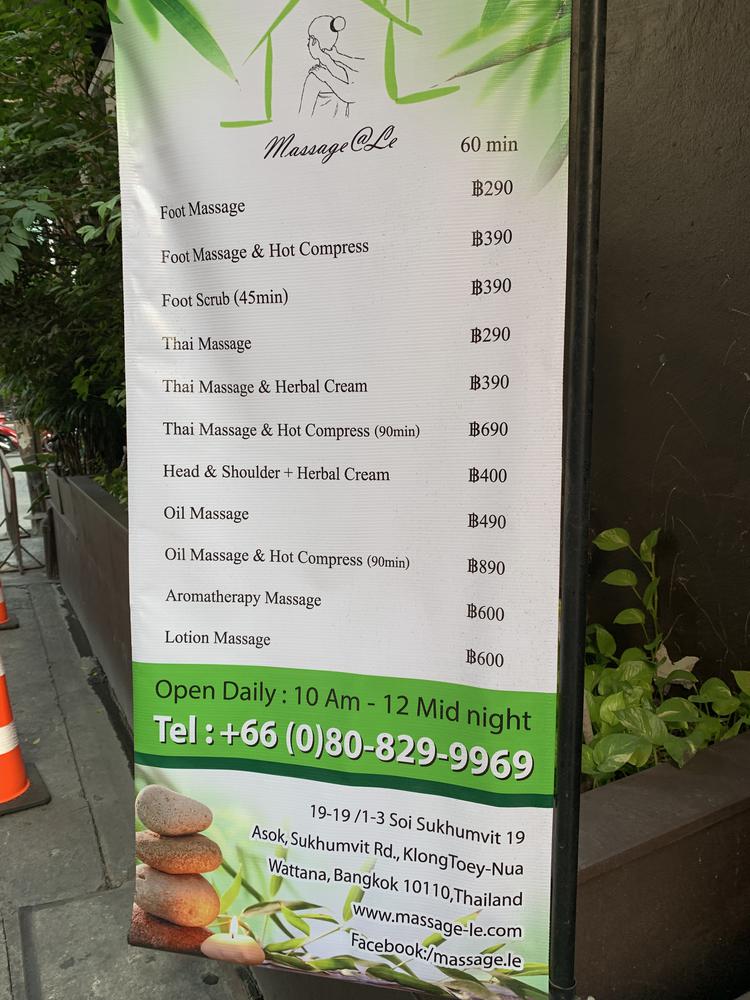 Massage@Le
60 min
Foot Massage ฿290
Foot Massage & Hot Compress ฿390
Foot Scrub (45min) ฿390
Thai Massage ฿290
Thai Massage & Herbal Cream ฿390
Thai Massage & Hot Compress (90min) ฿690
Head & Shoulder + Herbal Cream ฿400
Oil Massage ฿490
Oil Massage & Hot Compress (90min) ฿890
Aromatherapy Massage ฿600
Lotion Massage ฿600
Open Daily : 10 Am - 12 Mid night
Tel : +66 (0)80-829-9969
19-19 /1-3 Soi Sukhumvit 19
Asok, Sukhumvit Rd., KlongToey-Nua
Wattana, Bangkok 10110,Thailand
www.massage-le.com
Facebook:/massage.le